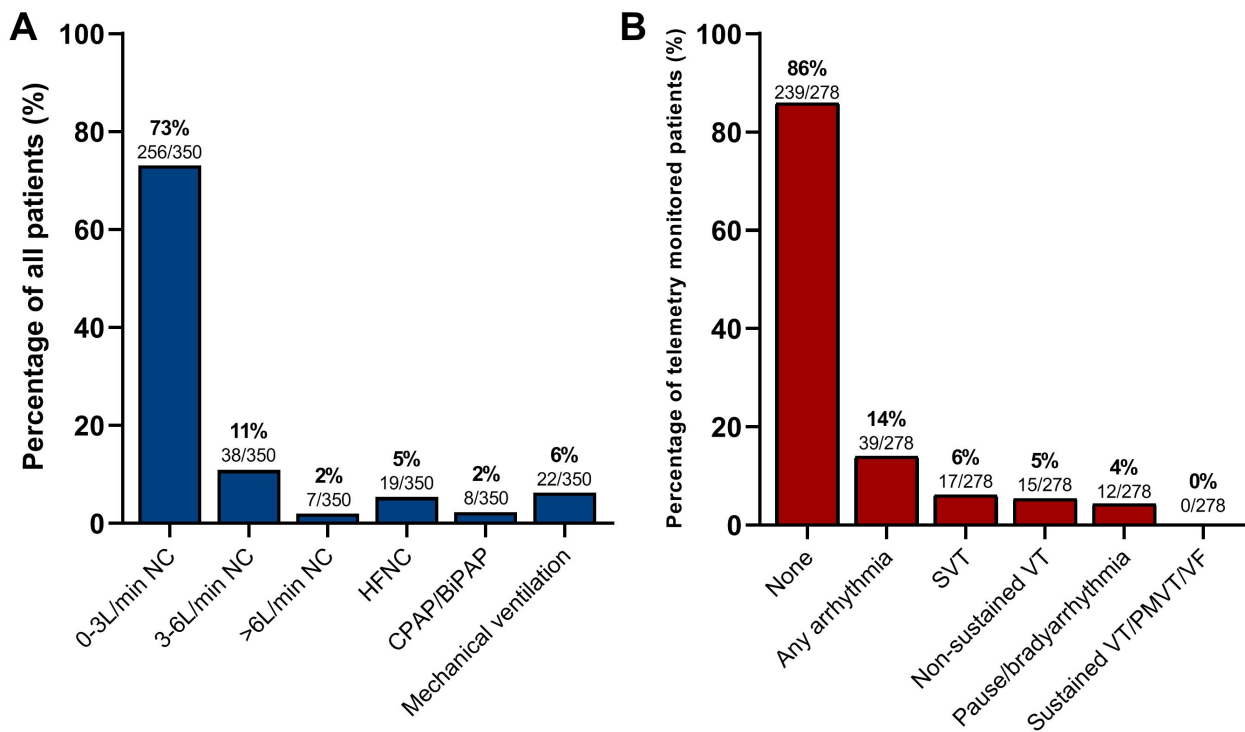 A
Percentage of all patients (%)
100
80
60
40
20
0
73%
256/350
11%
38/350
2%
7/350
5%
19/350
2%
8/350
6%
22/350
0-3L/min NC
3-6L/min NC
>6L/min NC
HFNC
CPAP/BiPAP
Mechanical ventilation
B
Percentage of telemetry monitored patients (%)
100
80
60
40
20
0
86%
239/278
14%
39/278
6%
17/278
5%
15/278
4%
12/278
0%
0/278
None
Any arrhythmia
SVT
Non-sustained VT
Pause/bradyarrhythmia
Sustained VT/PMVT/VF